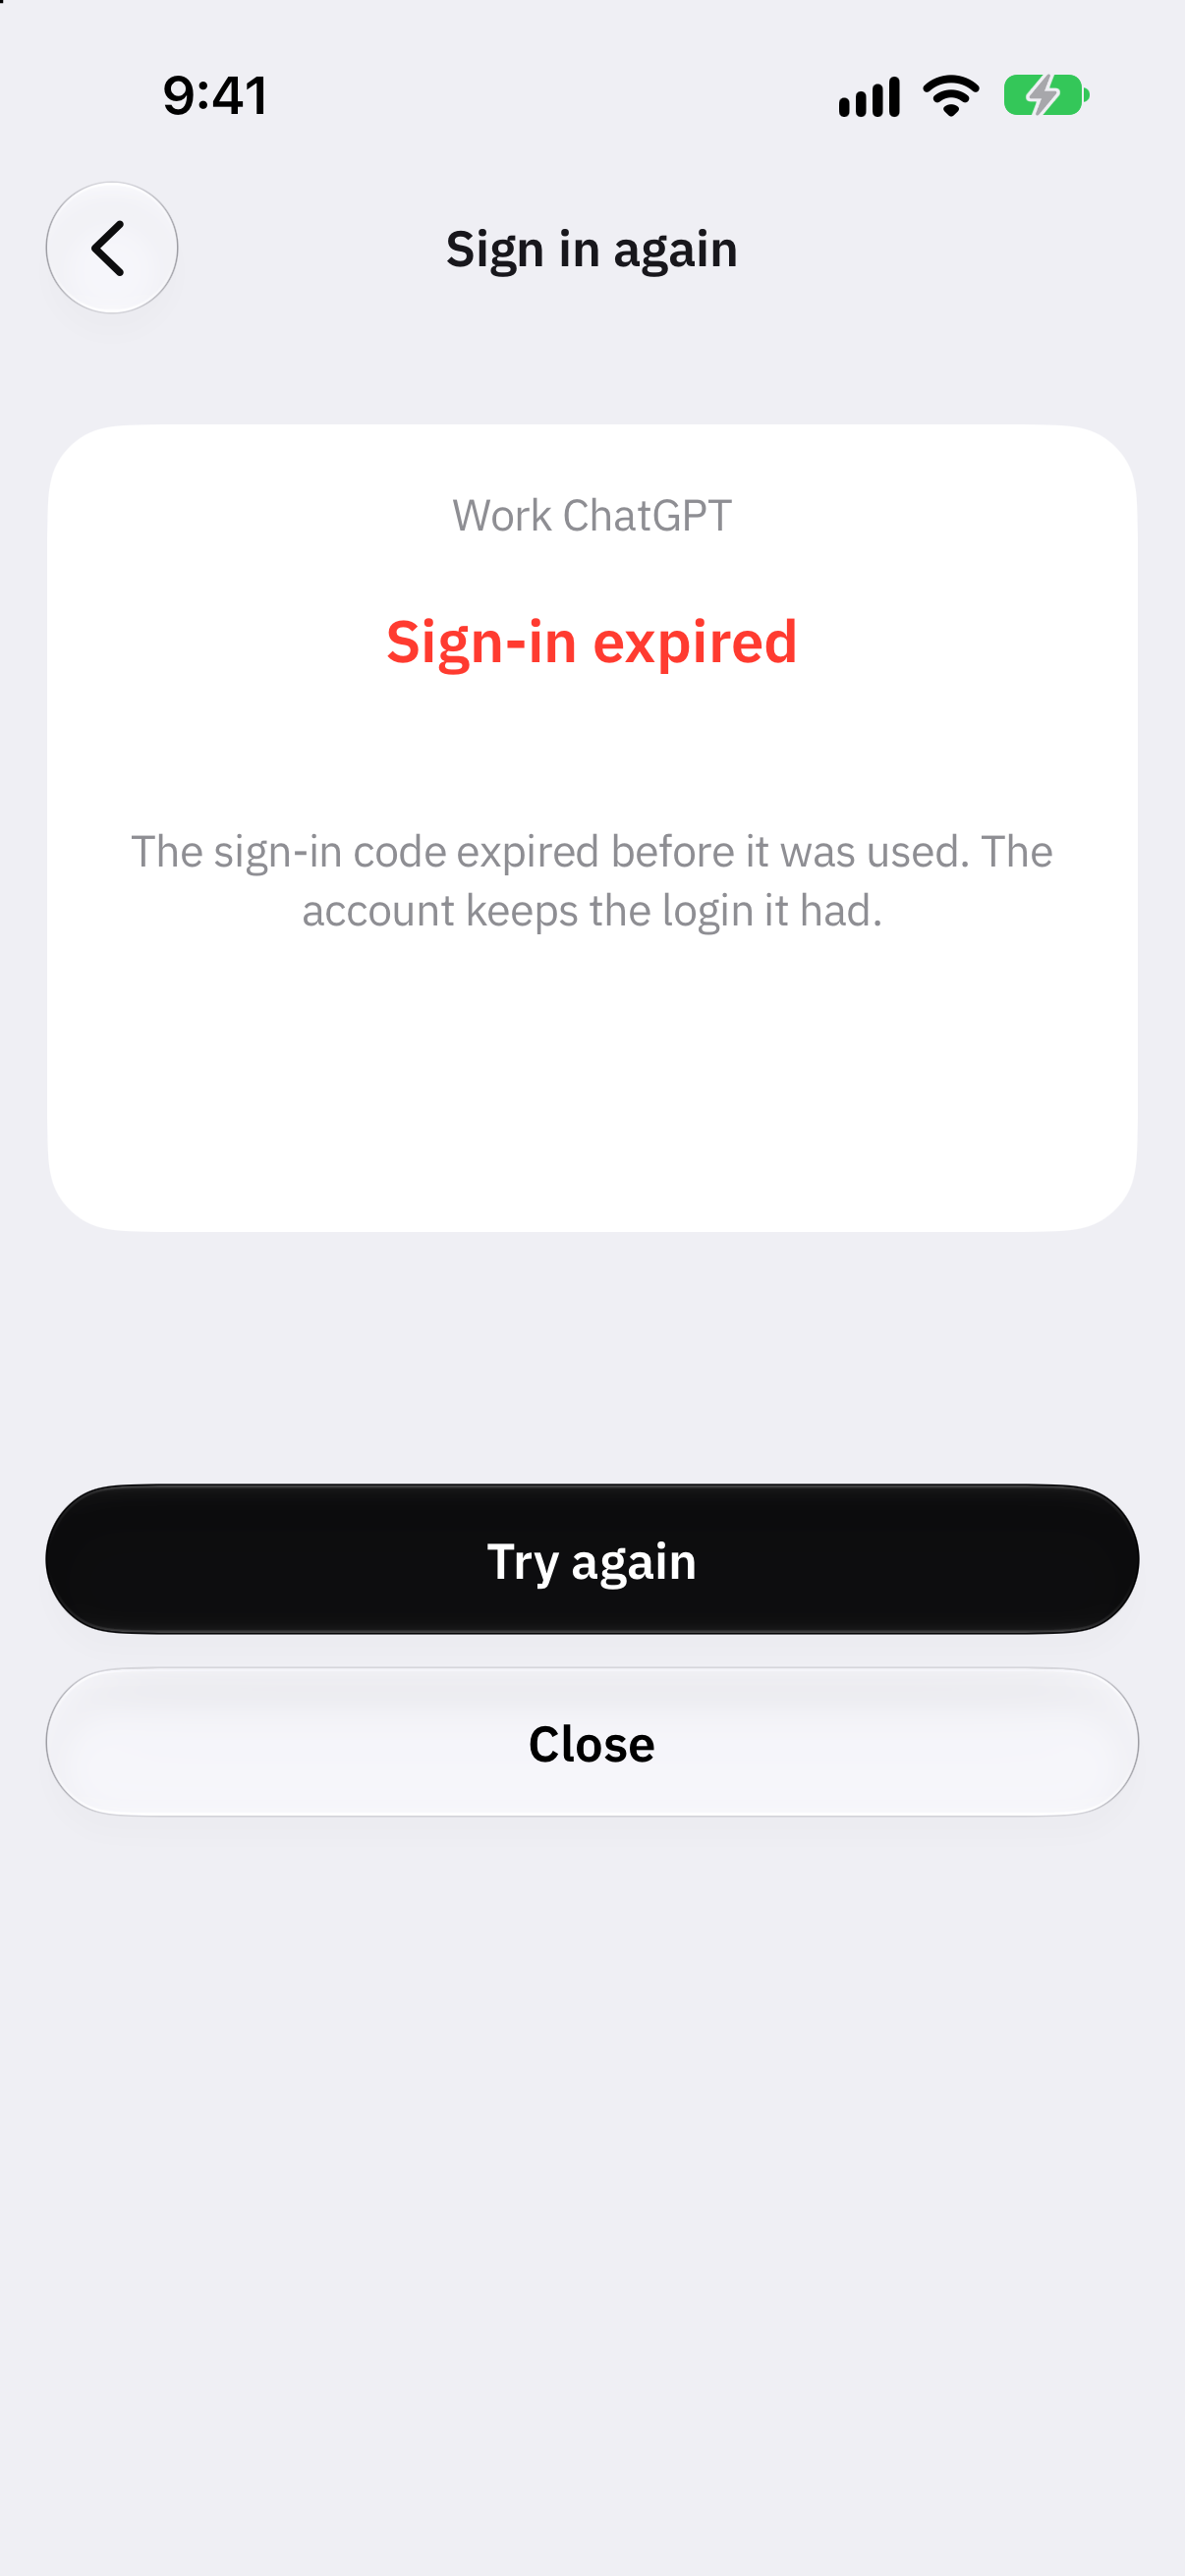 9:41
Sign in again
Work ChatGPT
Sign-in expired
The sign-in code expired before it was used. The
account keeps the login it had.
Try again
Close